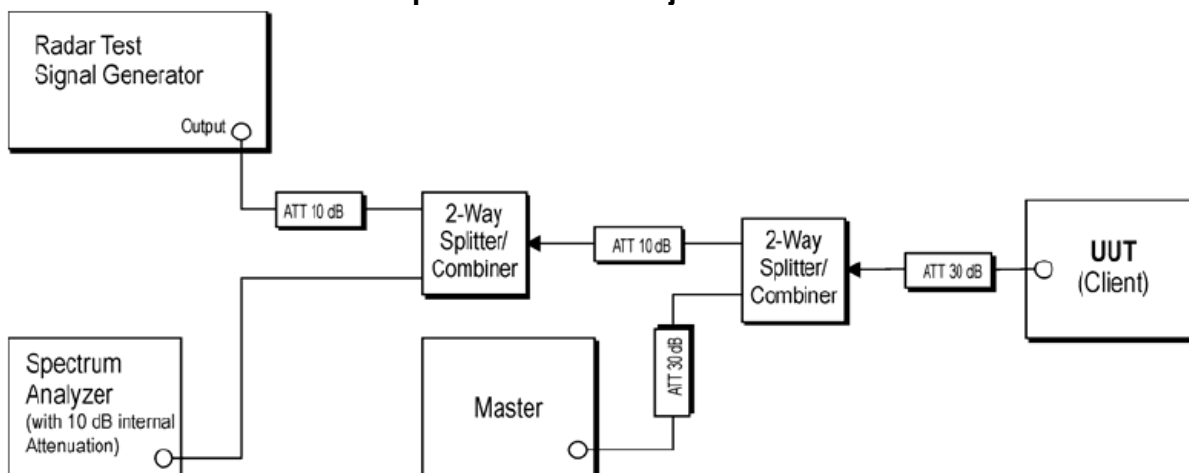 Radar Test
Signal Generator
Output
ATT 10 dB
2-Way
Splitter/
Combiner
ATT 10 dB
2-Way
Splitter/
Combiner
ATT 30 dB
UUT
(Client)
Spectrum
Analyzer
(with 10 dB internal
Attenuation)
Master
ATT 30 dB